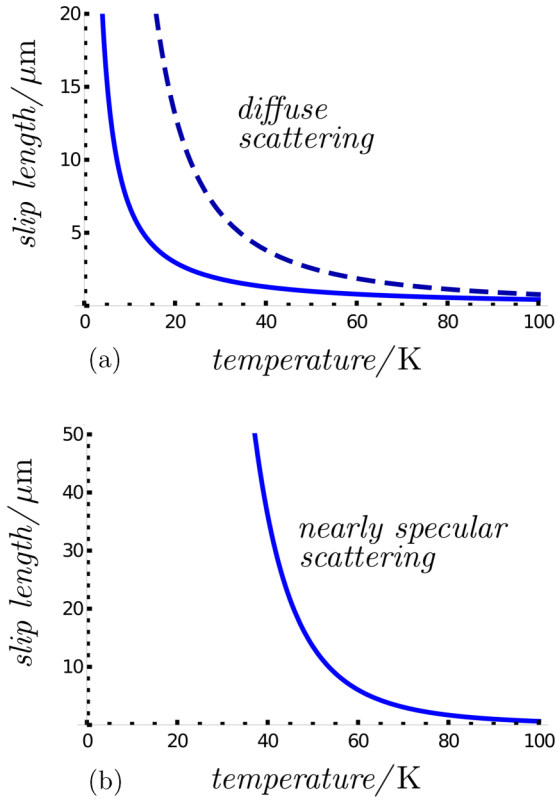 20
15
10
5
slip length/μm
diffuse
scattering
0 20 40 60 80 100
(a) temperature/K
50
40
30
20
10
slip length/μm
nearly specular
scattering
0 20 40 60 80 100
(b) temperature/K